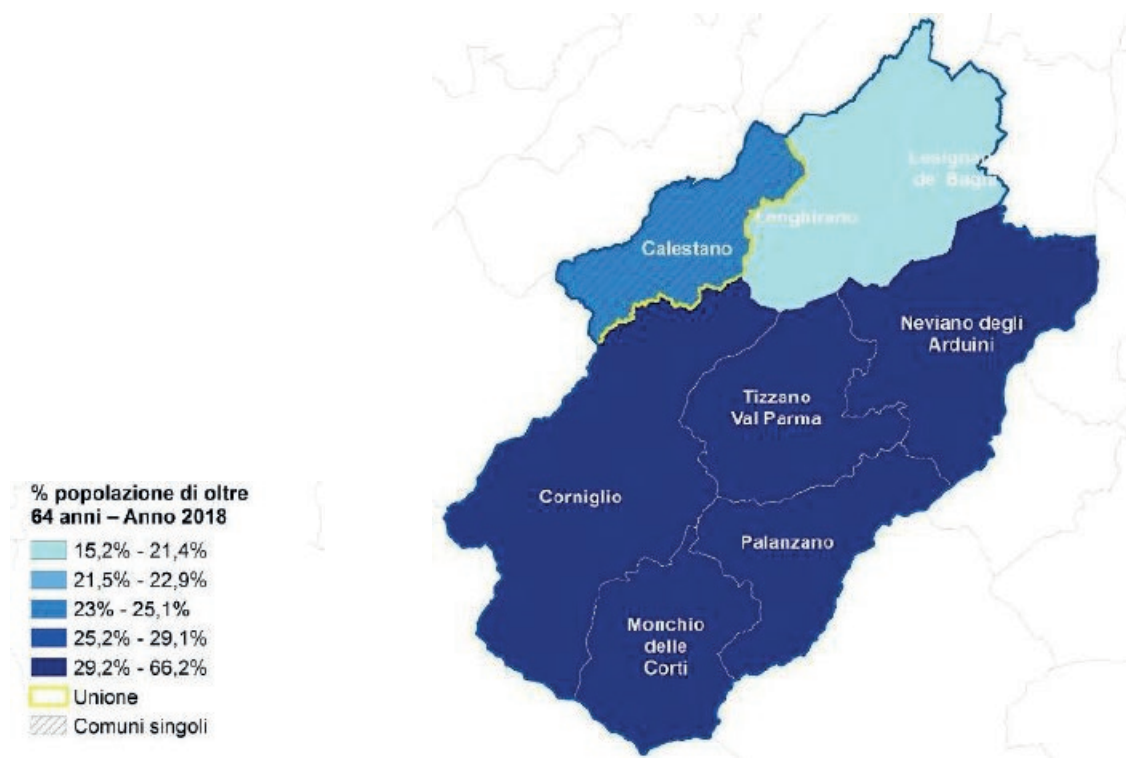 Lesigna
de' Bagni
Langhirano
Calestano
Neviano degli
Arduini
Tizzano
Val Parma
Corniglio
Palanzano
Monchio
delle
Corti
% popolazione di oltre
64 anni – Anno 2018
15,2% - 21,4%
21,5% - 22,9%
23% - 25,1%
25,2% - 29,1%
29,2% - 66,2%
Unione
Comuni singoli